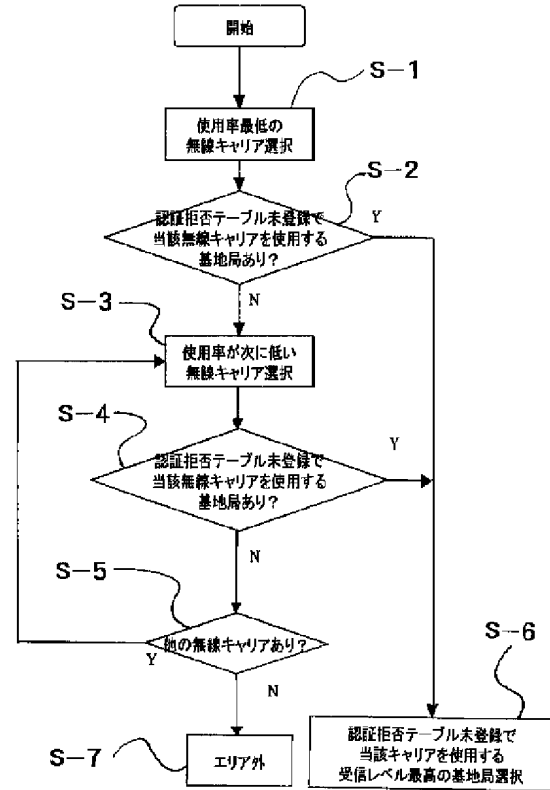 開始
S-1
使用率最低の
無線キャリア選択
S-2
認証拒否テーブル未登録で
当該無線キャリアを使用する
基地局あり?
Y
N
S-3
使用率が次に低い
無線キャリア選択
S-4
認証拒否テーブル未登録で
当該無線キャリアを使用する
基地局あり?
Y
N
S-5
他の無線キャリアあり?
Y
N
S-6
認証拒否テーブル未登録で
当該キャリアを使用する
受信レベル最高の基地局選択
S-7
エリア外